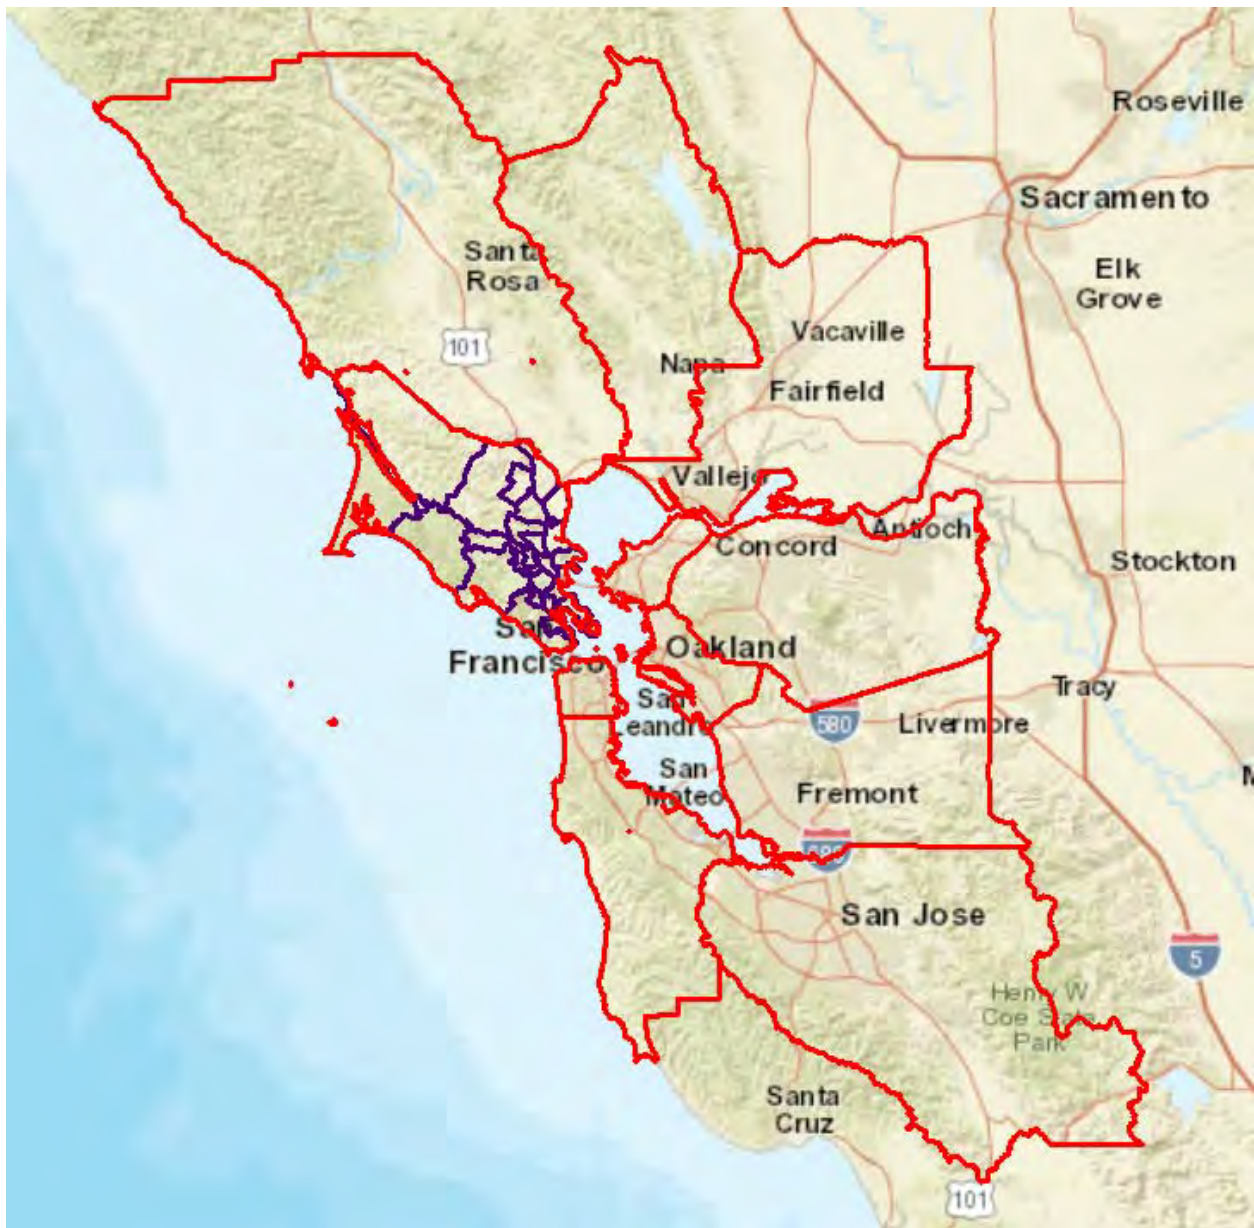 Roseville
Sacramento
Elk
Grove
Santa
Rosa
101
Vacaville
Napa
Fairfield
Vallejo
Antioch
Concord
Stockton
San
Francisco
Oakland
Tracy
San
Leandro
580
Livermore
San
Mateo
Fremont
680
San Jose
5
Henry W
Coe State
Park
Santa
Cruz
101